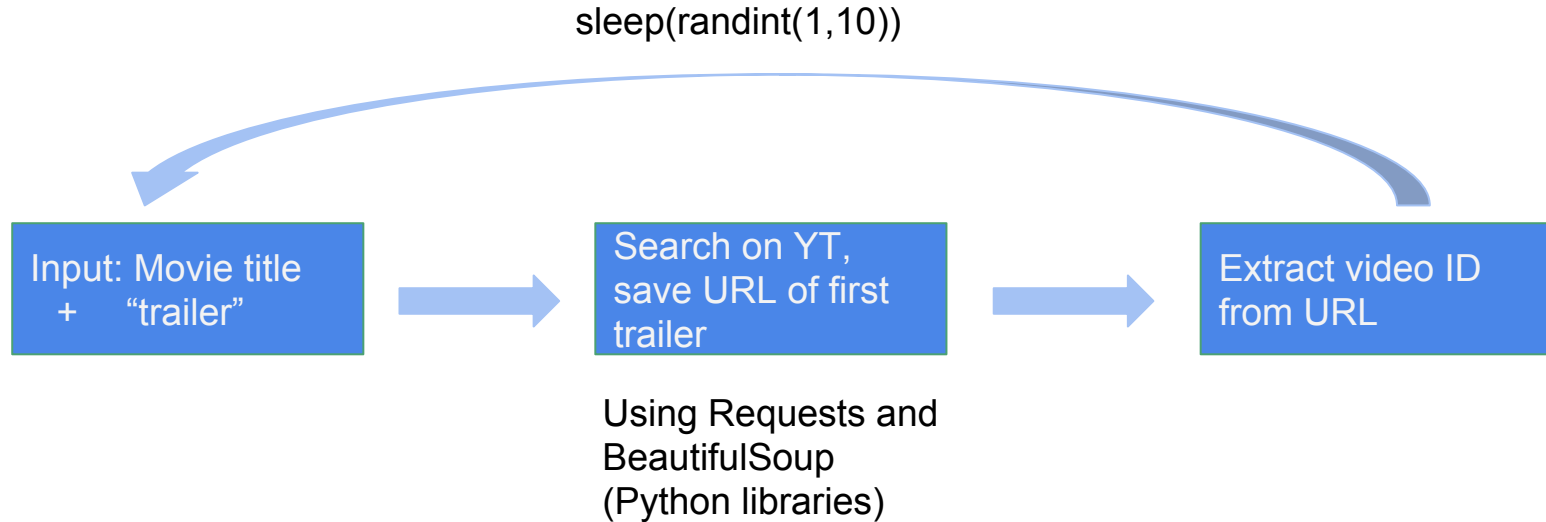 sleep(randint(1,10))
Input: Movie title
+ “trailer”
Search on YT,
save URL of first
trailer
Extract video ID
from URL
Using Requests and
BeautifulSoup
(Python libraries)